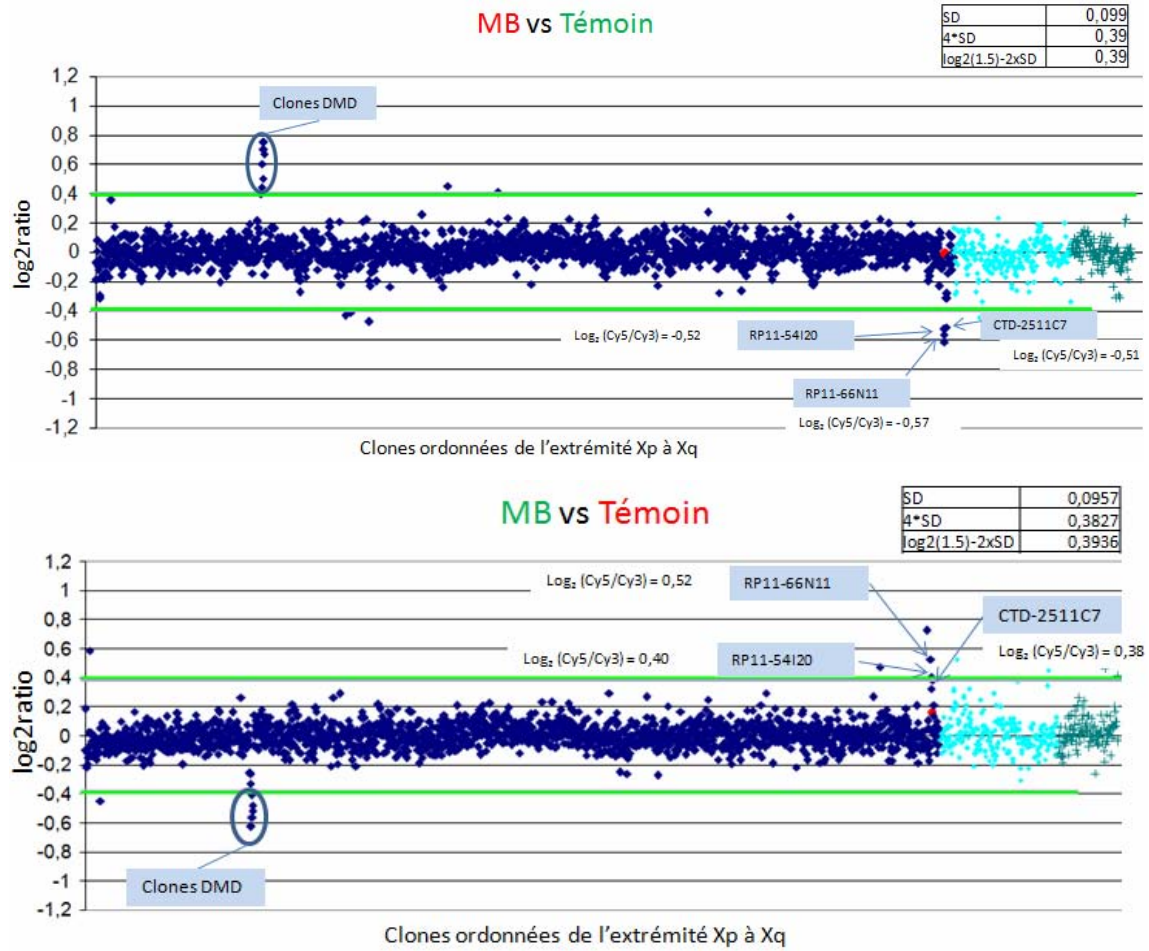 MB vs Témoin
SD 0,099
4*SD 0,39
log2(1.5)-2xSD 0,39
1,2
1
0,8
0,6
0,4
0,2
0
-0,2
-0,4
-0,6
-0,8
-1
-1,2
log2ratio
Clones DMD
Log₂ (Cy5/Cy3) = -0,52
RP11-54I20
CTD-2511C7
Log₂ (Cy5/Cy3) = -0,51
RP11-66N11
Log₂ (Cy5/Cy3) = -0,57
Clones ordonnées de l'extrémité Xp à Xq
MB vs Témoin
SD 0,0957
4*SD 0,3827
log2(1.5)-2xSD 0,3936
1,2
1
0,8
0,6
0,4
0,2
0
-0,2
-0,4
-0,6
-0,8
-1
-1,2
log2ratio
Log₂ (Cy5/Cy3) = 0,52
RP11-66N11
CTD-2511C7
Log₂ (Cy5/Cy3) = 0,40
RP11-54I20
Log₂ (Cy5/Cy3) = 0,38
Clones DMD
Clones ordonnées de l'extrémité Xp à Xq